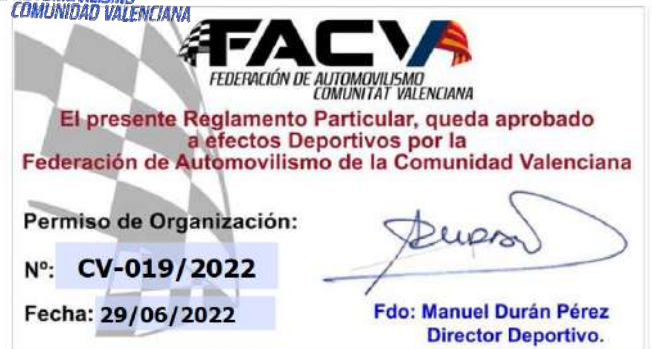 COMUNIDAD VALENCIANA
FACVA
FEDERACIÓN DE AUTOMOVILISMO
COMUNITAT VALENCIANA
El presente Reglamento Particular, queda aprobado
a efectos Deportivos por la
Federación de Automovilismo de la Comunidad Valenciana
Permiso de Organización:
Nº: CV-019/2022
Fecha: 29/06/2022
Fdo: Manuel Durán Pérez
Director Deportivo.